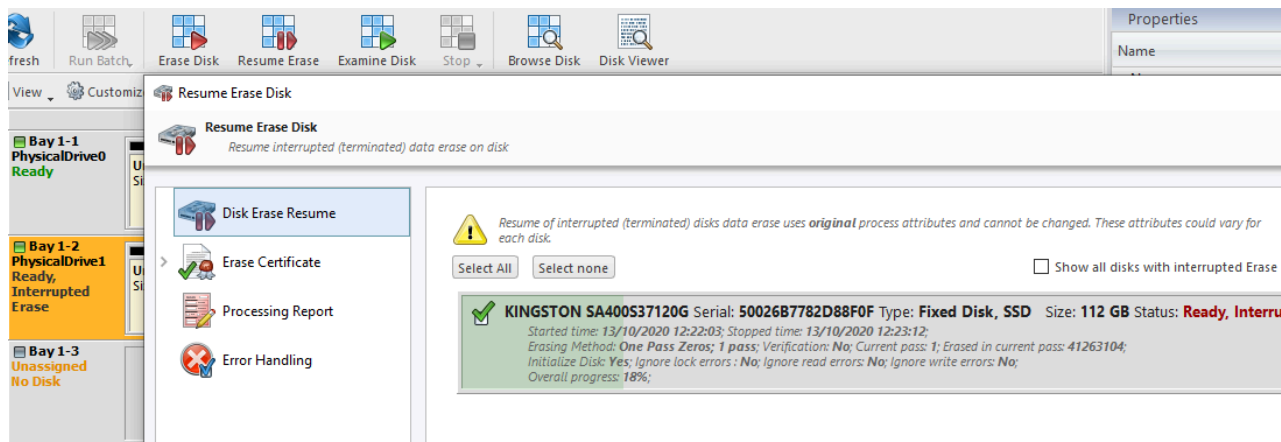 Properties
Run Batch
Erase Disk
Resume Erase
Examine Disk
Stop
Browse Disk
Disk Viewer
Name
View
Resume Erase Disk
Resume Erase Disk
Resume interrupted (terminated) data erase on disk
Bay 1-1
PhysicalDrive0
Ready
Bay 1-2
PhysicalDrive1
Ready,
Interrupted
Erase
Bay 1-3
Unassigned
No Disk
Disk Erase Resume
Erase Certificate
Processing Report
Error Handling
Resume of interrupted (terminated) disks data erase uses original process attributes and cannot be changed. These attributes could vary for
each disk.
Select All
Select none
Show all disks with interrupted Erase
KINGSTON SA400S37120G Serial: 50026B7782D88F0F Type: Fixed Disk, SSD Size: 112 GB Status: Ready, Interru
Started time: 13/10/2020 12:22:03; Stopped time: 13/10/2020 12:23:12;
Erasing Method: One Pass Zeros; 1 pass; Verification: No; Current pass: 1; Erased in current pass: 41263104;
Initialize Disk: Yes; Ignore lock errors : No; Ignore read errors: No; Ignore write errors: No;
Overall progress: 18%;